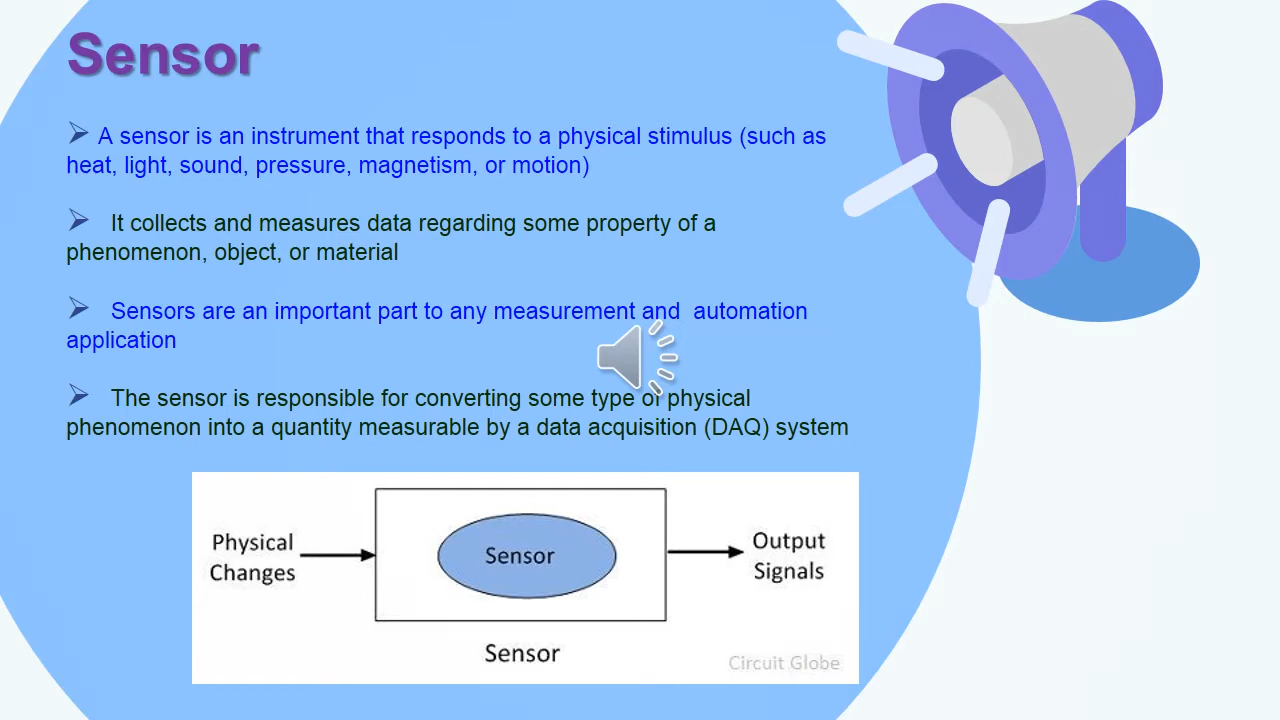 Sensor
➢ A sensor is an instrument that responds to a physical stimulus (such as
heat, light, sound, pressure, magnetism, or motion)
➢ It collects and measures data regarding some property of a
phenomenon, object, or material
➢ Sensors are an important part to any measurement and automation
application
➢ The sensor is responsible for converting some type of physical
phenomenon into a quantity measurable by a data acquisition (DAQ) system
Physical
Changes
Sensor
Output
Signals
Sensor
Circuit Globe